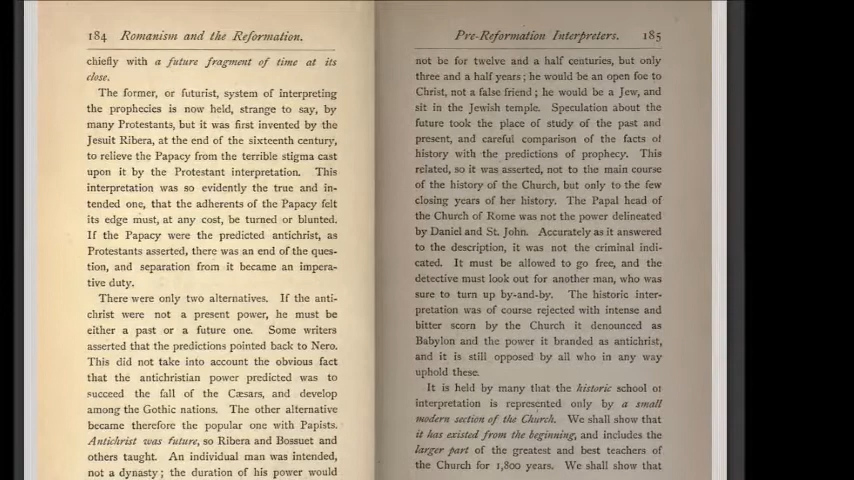 184 Romanism and the Reformation.
chiefly with a future fragment of time at its
close.
The former, or futurist, system of interpreting
the prophecies is now held, strange to say, by
many Protestants, but it was first invented by the
Jesuit Ribera, at the end of the sixteenth century,
to relieve the Papacy from the terrible stigma cast
upon it by the Protestant interpretation. This
interpretation was so evidently the true and in-
tended one, that the adherents of the Papacy felt
its edge must, at any cost, be turned or blunted.
If the Papacy were the predicted antichrist, as
Protestants asserted, there was an end of the ques-
tion, and separation from it became an impera-
tive duty.
There were only two alternatives. If the anti-
christ were not a present power, he must be
either a past or a future one. Some writers
asserted that the predictions pointed back to Nero.
This did not take into account the obvious fact
that the antichristian power predicted was to
succeed the fall of the Cæsars, and develop
among the Gothic nations. The other alternative
became therefore the popular one with Papists.
Antichrist was future, so Ribera and Bossuet and
others taught. An individual man was intended,
not a dynasty; the duration of his power would
Pre-Reformation Interpreters. 185
not be for twelve and a half centuries, but only
three and a half years; he would be an open foe to
Christ, not a false friend; he would be a Jew, and
sit in the Jewish temple. Speculation about the
future took the place of study of the past and
present, and careful comparison of the facts of
history with the predictions of prophecy. This
related, so it was asserted, not to the main course
of the history of the Church, but only to the few
closing years of her history. The Papal head of
the Church of Rome was not the power delineated
by Daniel and St. John. Accurately as it answered
to the description, it was not the criminal indi-
cated. It must be allowed to go free, and the
detective must look out for another man, who was
sure to turn up by-and-by. The historic inter-
pretation was of course rejected with intense and
bitter scorn by the Church it denounced as
Babylon and the power it branded as antichrist,
and it is still opposed by all who in any way
uphold these.
It is held by many that the historic school of
interpretation is represented only by a small
modern section of the Church. We shall show that
it has existed from the beginning, and includes the
larger part of the greatest and best teachers of
the Church for 1,800 years. We shall show that